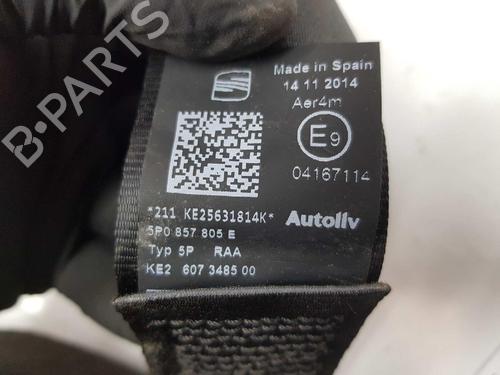 Made in Spain
14 11 2014
Aer4m
E9
04167114
*211 KE25631814K*
Autoliv
5P0 857 805 E
Typ 5P RAA
KE2 607 3485 00
B-PARTS